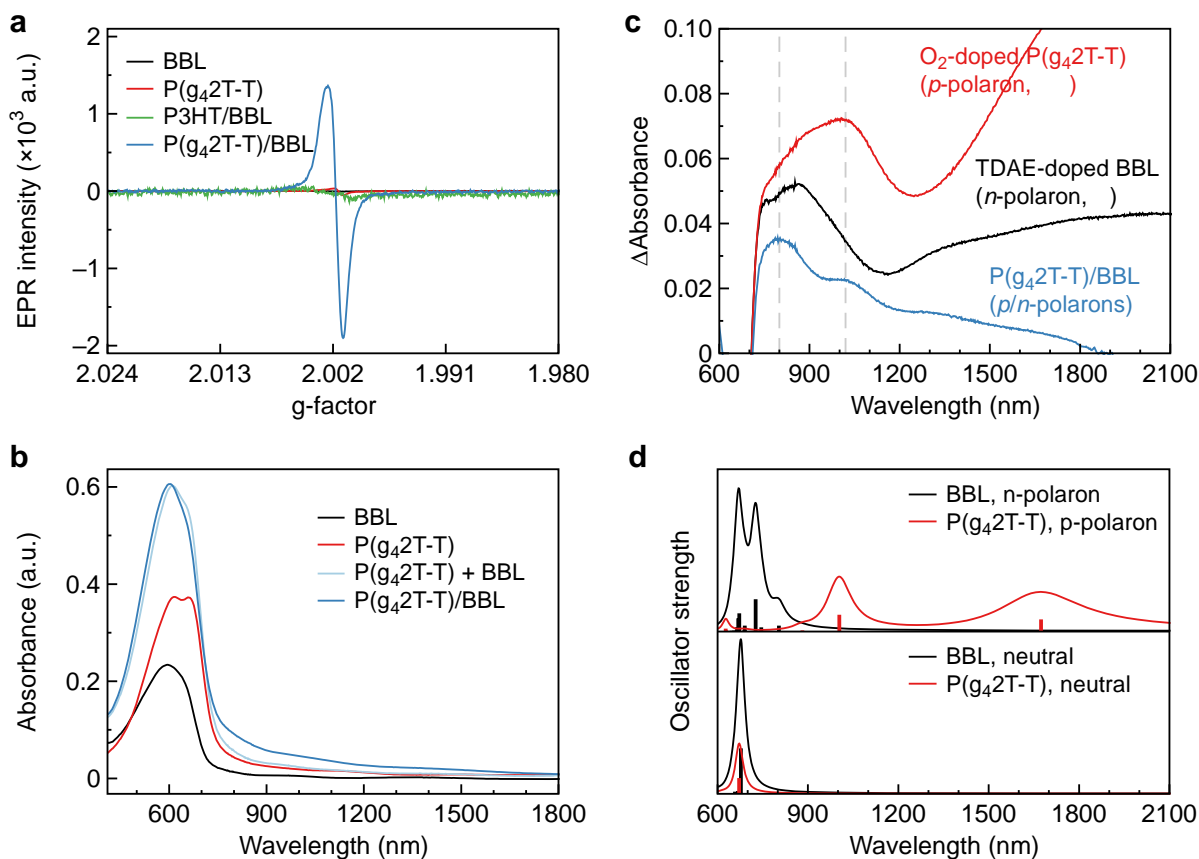 a
EPR intensity (×10³ a.u.)
2
1
0
–1
–2
BBL
P(g₄2T-T)
P3HT/BBL
P(g₄2T-T)/BBL
2.024 2.013 2.002 1.991 1.980
g-factor
b
Absorbance (a.u.)
0.6
0.4
0.2
0
BBL
P(g₄2T-T)
P(g₄2T-T) + BBL
P(g₄2T-T)/BBL
600 900 1200 1500 1800
Wavelength (nm)
c
ΔAbsorbance
0.10
0.08
0.06
0.04
0.02
0
O₂-doped P(g₄2T-T)
(p-polaron, )
TDAE-doped BBL
(n-polaron, )
P(g₄2T-T)/BBL
(p/n-polarons)
600 900 1200 1500 1800 2100
Wavelength (nm)
d
Oscillator strength
BBL, n-polaron
P(g₄2T-T), p-polaron
BBL, neutral
P(g₄2T-T), neutral
600 900 1200 1500 1800 2100
Wavelength (nm)